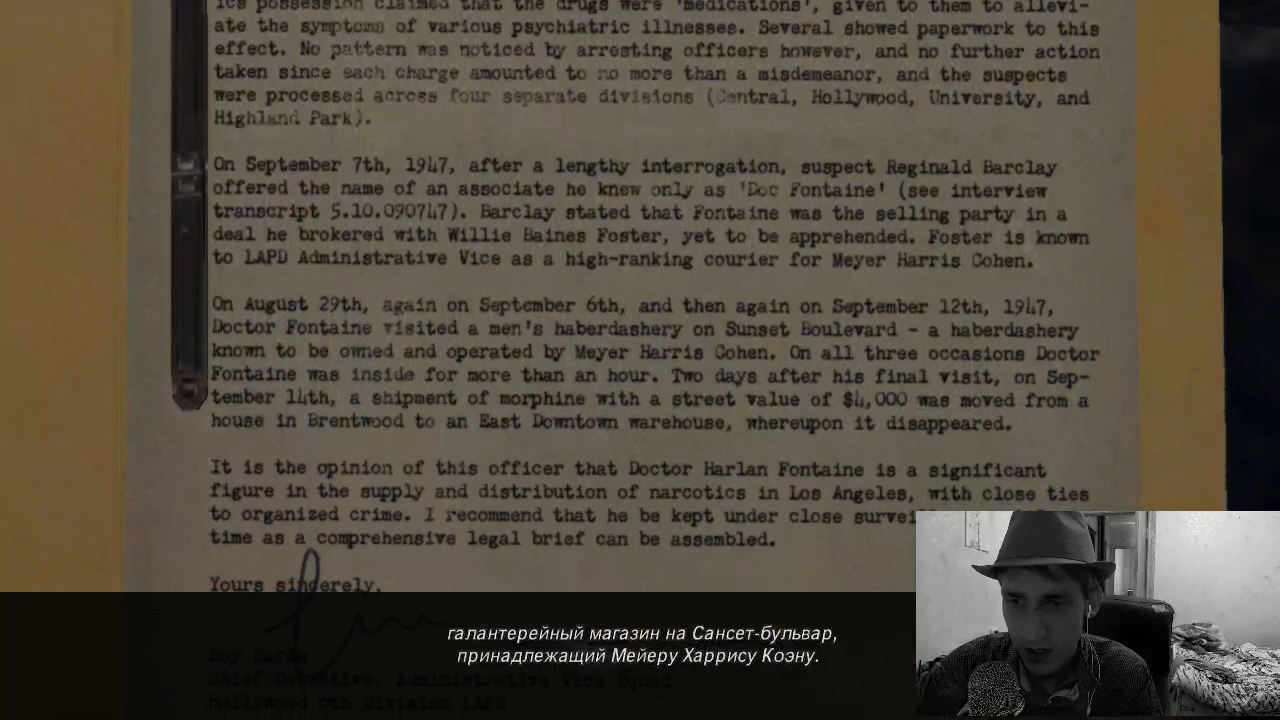 ics possession claimed that the drugs were 'medications', given to them to allevi-
ate the symptoms of various psychiatric illnesses. Several showed paperwork to this
effect. No pattern was noticed by arresting officers however, and no further action
taken since each charge amounted to no more than a misdemeanor, and the suspects
were processed across four separate divisions (Central, Hollywood, University, and
Highland Park).
On September 7th, 1947, after a lengthy interrogation, suspect Reginald Barclay
offered the name of an associate he knew only as 'Doc Fontaine' (see interview
transcript 5.10.090747). Barclay stated that Fontaine was the selling party in a
deal he brokered with Willie Baines Foster, yet to be apprehended. Foster is known
to LAPD Administrative Vice as a high-ranking courier for Meyer Harris Cohen.
On August 29th, again on September 6th, and then again on September 12th, 1947,
Doctor Fontaine visited a men's haberdashery on Sunset Boulevard - a haberdashery
known to be owned and operated by Meyer Harris Cohen. On all three occasions Doctor
Fontaine was inside for more than an hour. Two days after his final visit, on Sep-
tember 14th, a shipment of morphine with a street value of $4,000 was moved from a
house in Brentwood to an East Downtown warehouse, whereupon it disappeared.
It is the opinion of this officer that Doctor Harlan Fontaine is a significant
figure in the supply and distribution of narcotics in Los Angeles, with close ties
to organized crime. I recommend that he be kept under close survei
time as a comprehensive legal brief can be assembled.
Yours sincerely,
Roy Earle
Chief Detective, Administrative Vice Squad
Hollywood 6th Division LAPD
галантерейный магазин на Сансет-бульвар,
принадлежащий Мейеру Харрису Коэну.